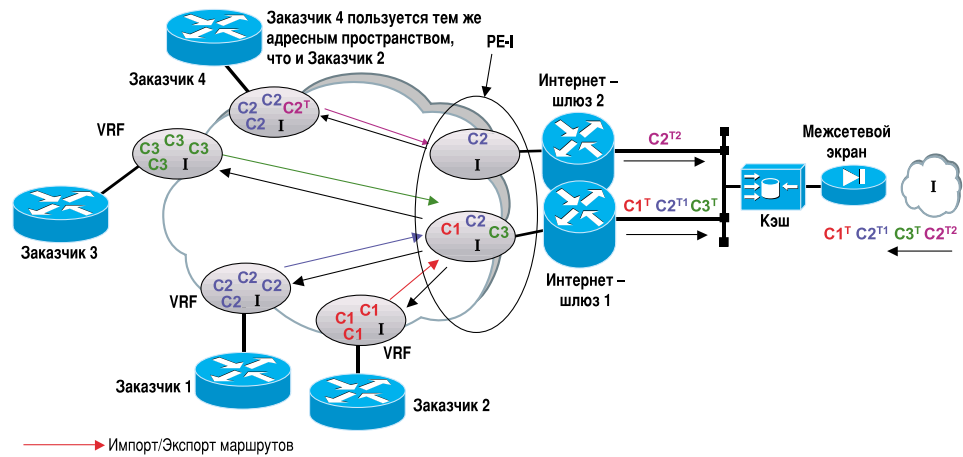 Заказчик 4 пользуется тем же
адресным пространством,
что и Заказчик 2
PE-I
Заказчик 4
Интернет –
шлюз 2
VRF
C2 C2 C2ᵀ
C2 I
C3 C3 C3
C3 I
C2
I
C2ᵀ²
Межсетевой
экран
I
Кэш
C1 C2 C3
I
C1ᵀ C2ᵀ¹ C3ᵀ
C1ᵀ C2ᵀ¹ C3ᵀ C2ᵀ²
Заказчик 3
Интернет –
шлюз 1
VRF
C2 C2 C2
C2 I
C1 C1
C1 I
VRF
Заказчик 1
Заказчик 2
Импорт/Экспорт маршрутов